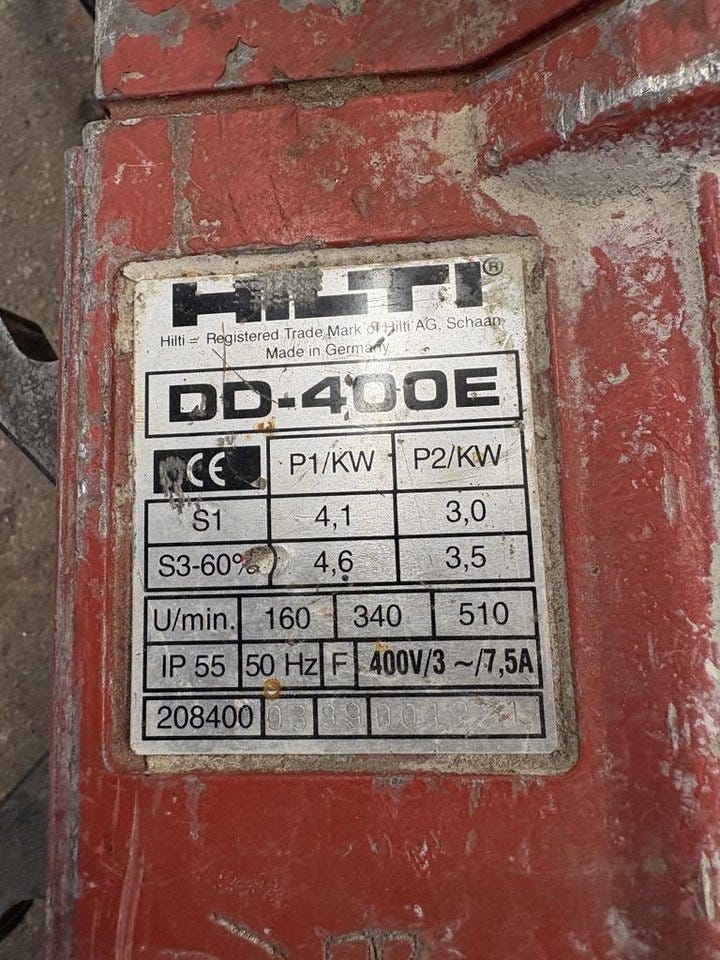 HILTI®
Hilti = Registered Trade Mark of Hilti AG, Schaan
Made in Germany
DD-400E
CE P1/KW P2/KW
S1 4,1 3,0
S3-60% 4,6 3,5
U/min. 160 340 510
IP 55 50 Hz F 400V/3 ~/7,5A
208400 03 99